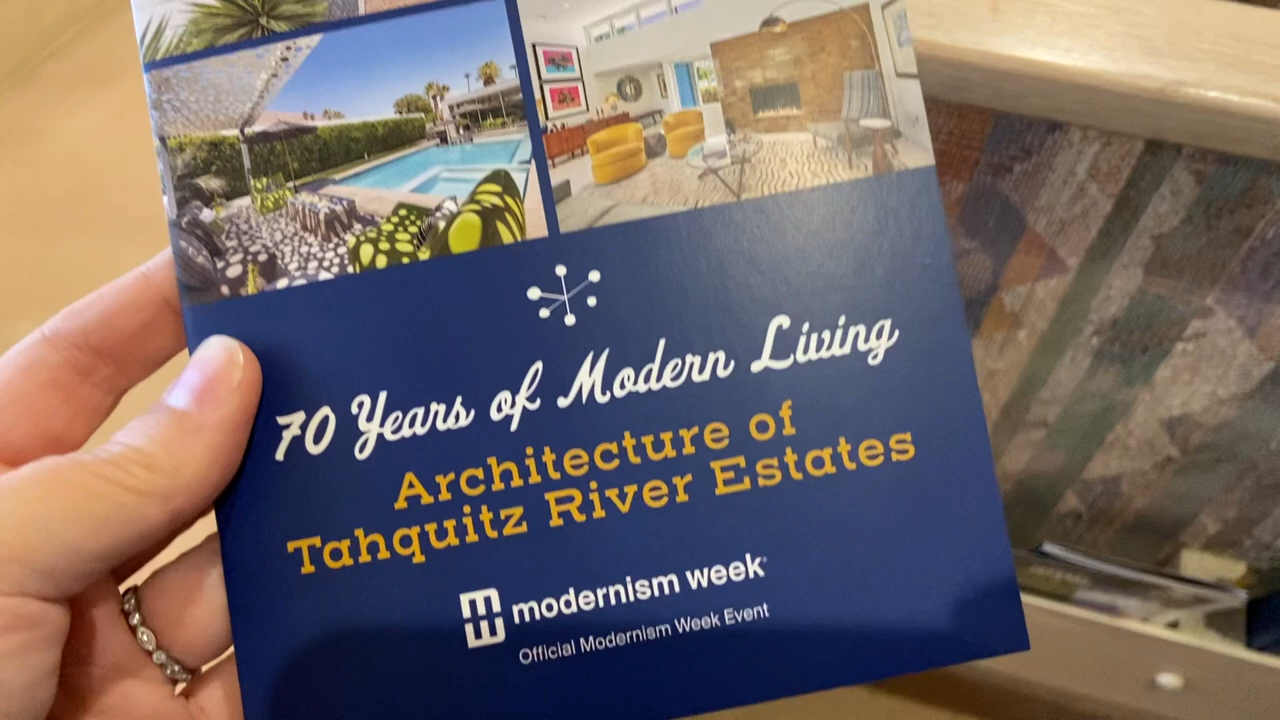 70 Years of Modern Living
Architecture of
Tahquitz River Estates
modernism week
Official Modernism Week Event